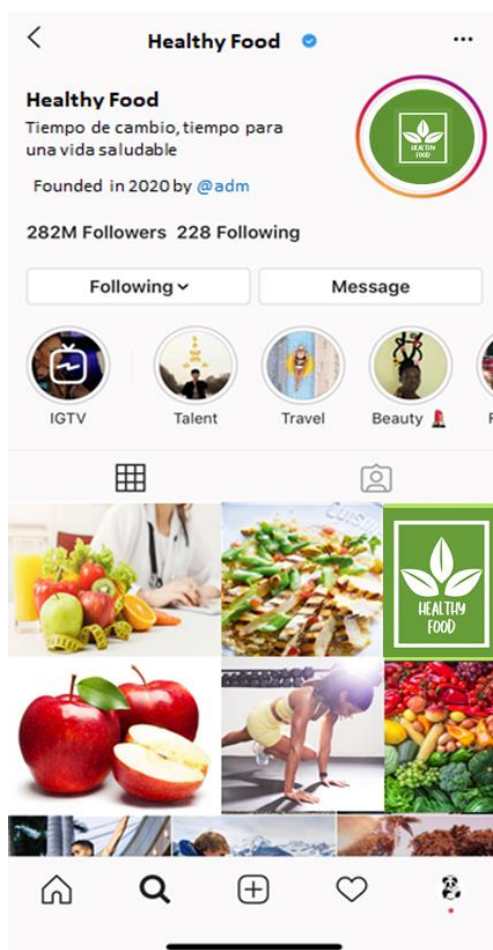 Healthy Food
Healthy Food
Tiempo de cambio, tiempo para
una vida saludable
Founded in 2020 by @adm
HEALTHY
FOOD
282M Followers 228 Following
Following
Message
IGTV
Talent
Travel
Beauty
HEALTHY
FOOD